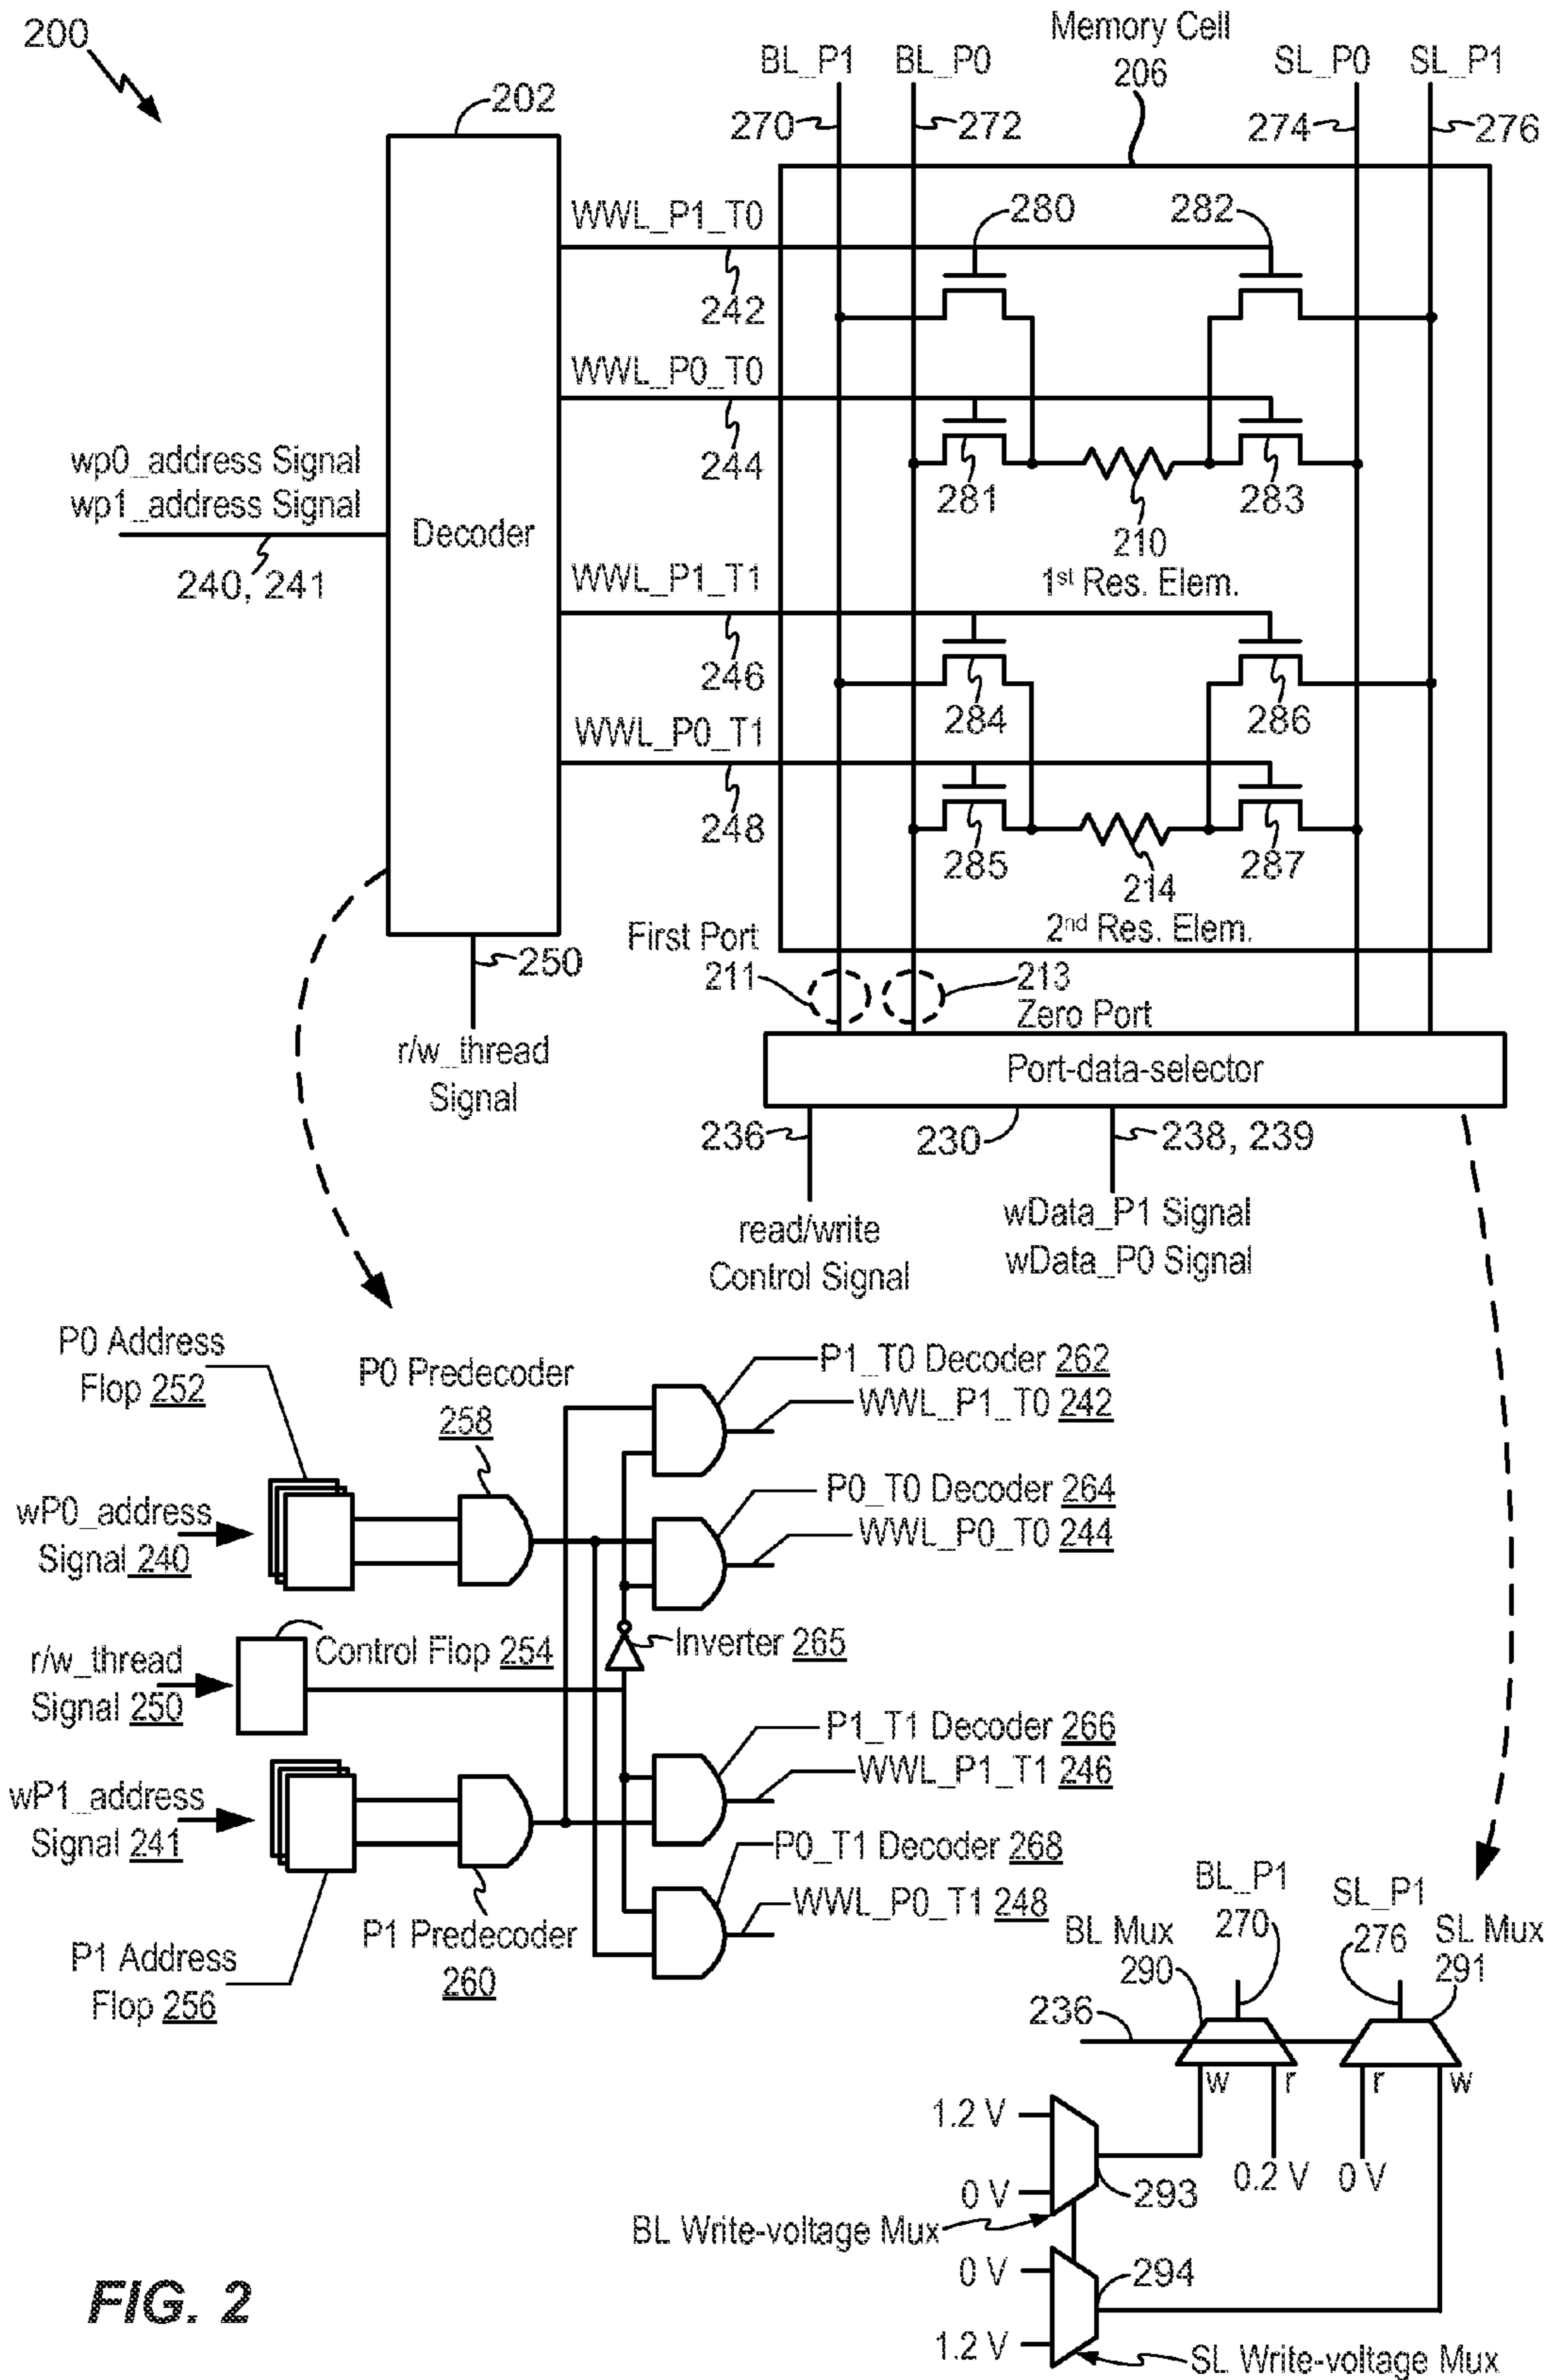 200
202
Memory Cell
206
BL_P1
BL_P0
SL_P0
SL_P1
270
272
274
276
WWL_P1_T0
242
280
282
WWL_P0_T0
244
281
283
210
1st Res. Elem.
wp0_address Signal
wp1_address Signal
240, 241
Decoder
WWL_P1_T1
246
284
286
WWL_P0_T1
248
285
287
214
2nd Res. Elem.
250
r/w_thread
Signal
First Port
211
213
Zero Port
Port-data-selector
236
230
238, 239
read/write
Control Signal
wData_P1 Signal
wData_P0 Signal
P0 Address
Flop 252
P0 Predecoder
258
P1_T0 Decoder 262
WWL_P1_T0 242
wP0_address
Signal 240
P0_T0 Decoder 264
WWL_P0_T0 244
r/w_thread
Signal 250
Control Flop 254
Inverter 265
wP1_address
Signal 241
P1_T1 Decoder 266
WWL_P1_T1 246
P0_T1 Decoder 268
WWL_P0_T1 248
P1 Address
Flop 256
P1 Predecoder
260
BL Mux
290
BL_P1
270
SL_P1
276
SL Mux
291
236
w
r
r
w
1.2 V
0 V
293
0.2 V
0 V
BL Write-voltage Mux
0 V
294
1.2 V
SL Write-voltage Mux
FIG. 2